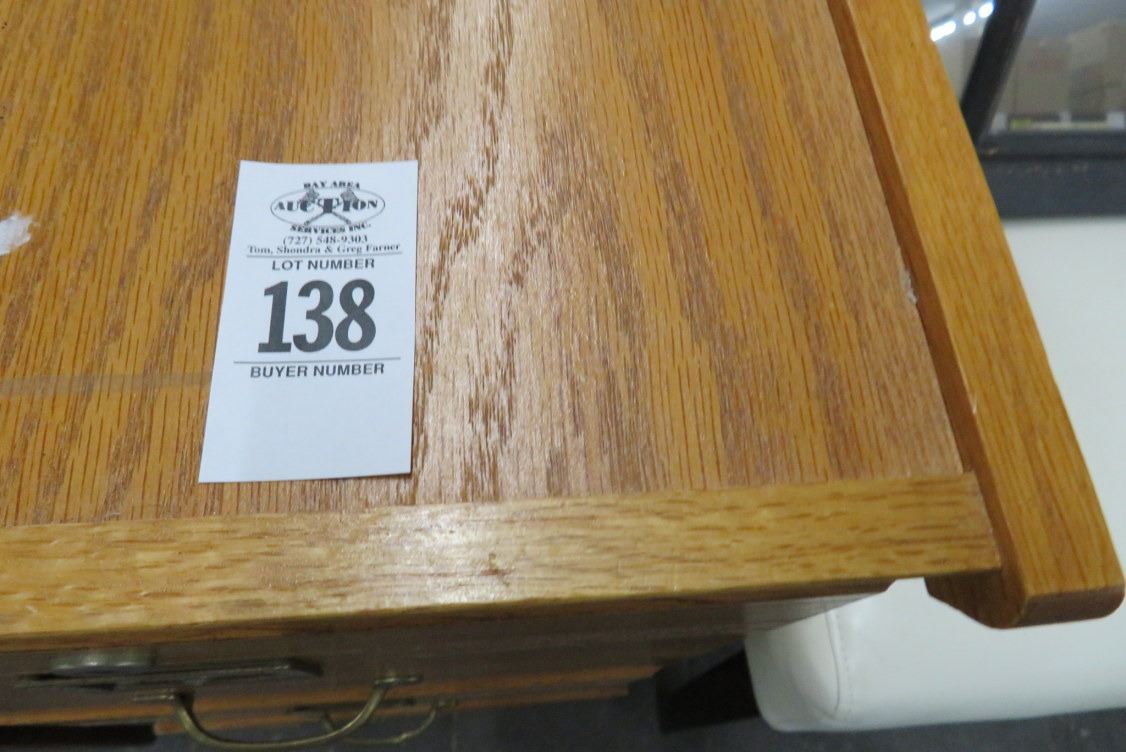 BAY AREA
AUCTION
SERVICES INC.
(727) 548-9303
Tom, Shondra & Greg Farner
LOT NUMBER
138
BUYER NUMBER